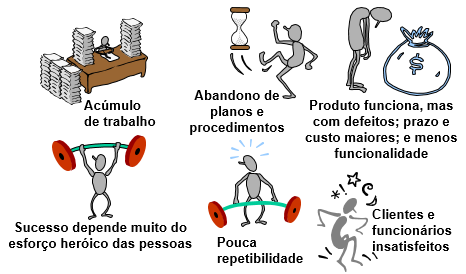 Acúmulo
de trabalho
Abandono de
planos e
procedimentos
Produto funciona, mas
com defeitos; prazo e
custo maiores; e menos
funcionalidade
$
Sucesso depende muito do
esforço heróico das pessoas
Pouca
repetibilidade
*!
Clientes e
funcionários
insatisfeitos